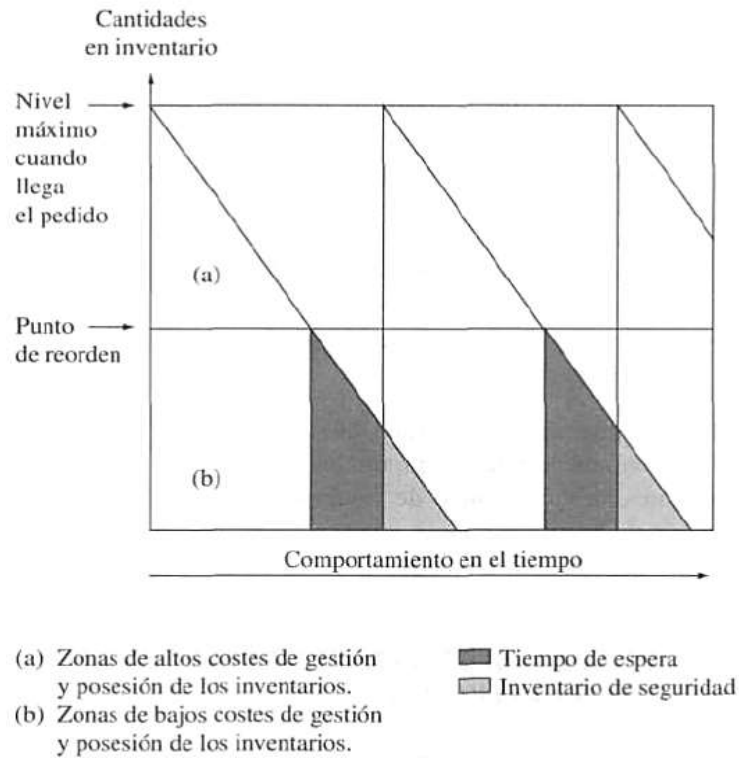 Cantidades
en inventario
Nivel
máximo
cuando
llega
el pedido
(a)
Punto
de reorden
(b)
Comportamiento en el tiempo
(a) Zonas de altos costes de gestión
y posesión de los inventarios.
(b) Zonas de bajos costes de gestión
y posesión de los inventarios.
Tiempo de espera
Inventario de seguridad